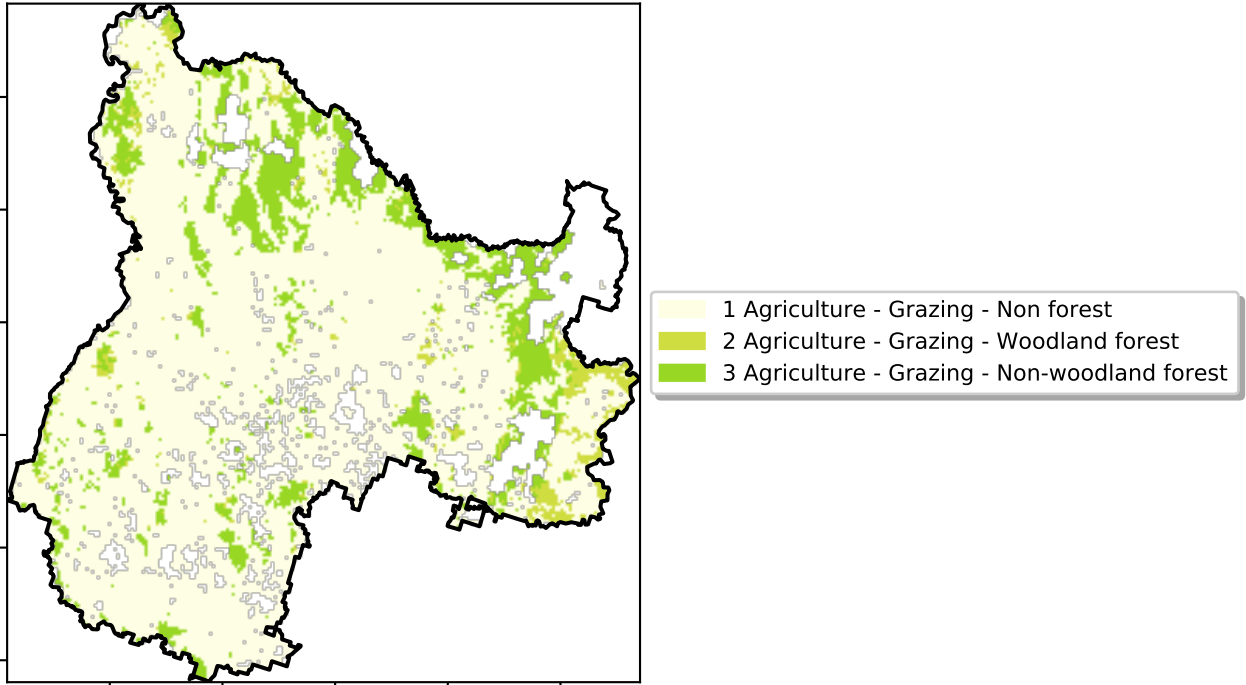 1 Agriculture - Grazing - Non forest
2 Agriculture - Grazing - Woodland forest
3 Agriculture - Grazing - Non-woodland forest